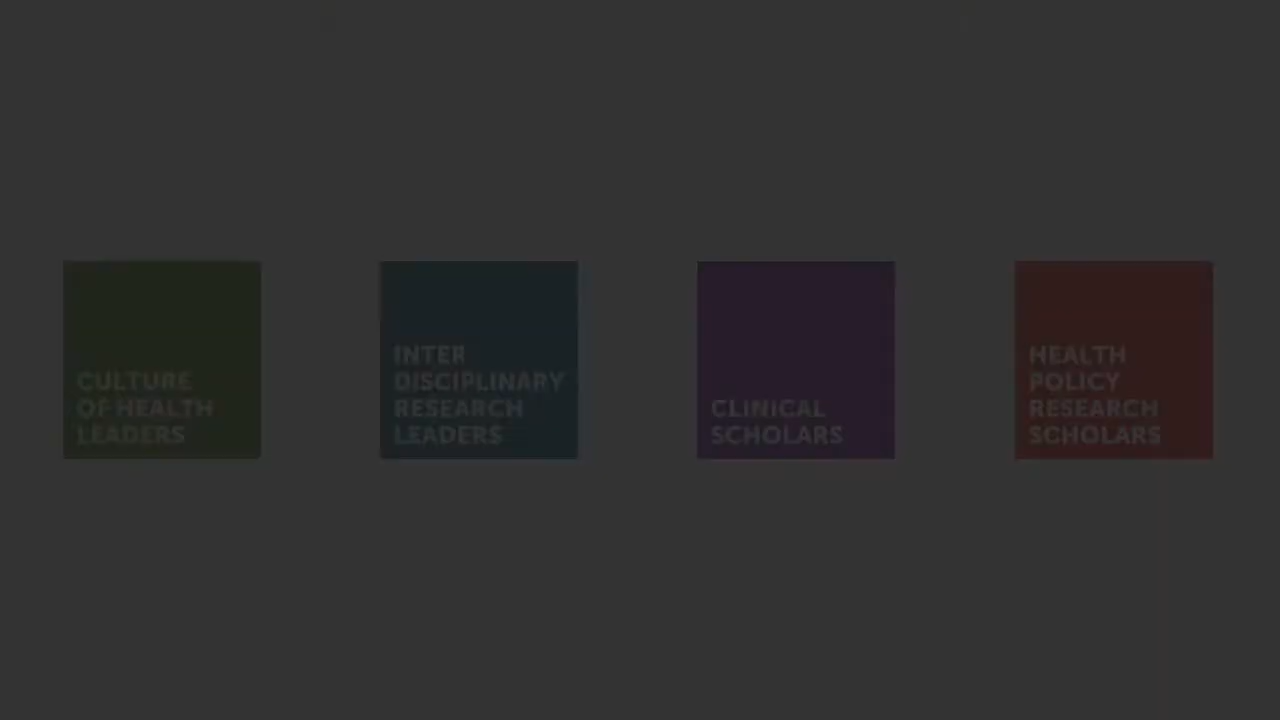 CULTURE
OF HEALTH
LEADERS
INTER
DISCIPLINARY
RESEARCH
LEADERS
CLINICAL
SCHOLARS
HEALTH
POLICY
RESEARCH
SCHOLARS